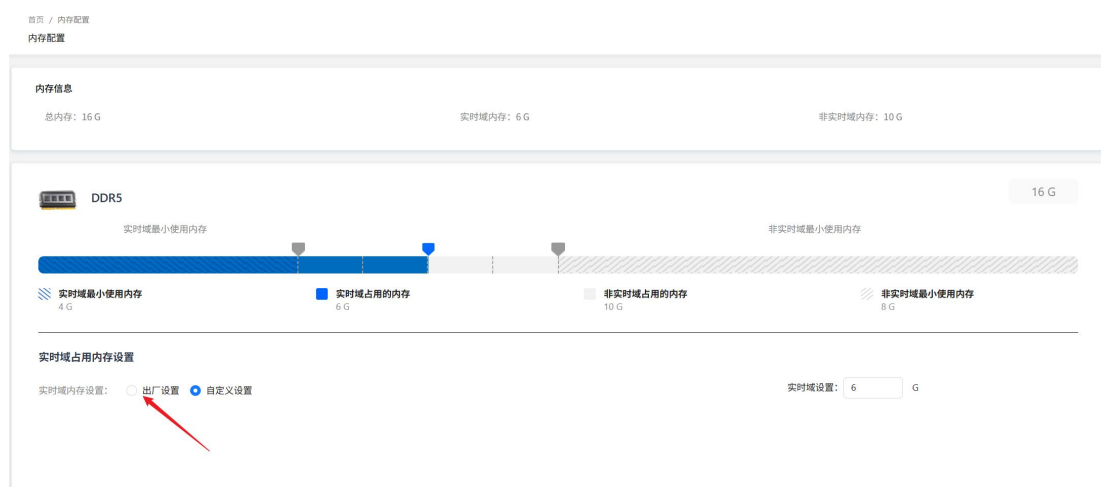 首页 / 内存配置
内存配置
内存信息
总内存：16 G 实时域内存：6 G 非实时域内存：10 G
DDR5 16 G
实时域最小使用内存 非实时域最小使用内存
实时域最小使用内存 实时域占用的内存 非实时域占用的内存 非实时域最小使用内存
4 G 6 G 10 G 8 G
实时域占用内存设置
实时域内存设置： 出厂设置 自定义设置 实时域设置： 6 G